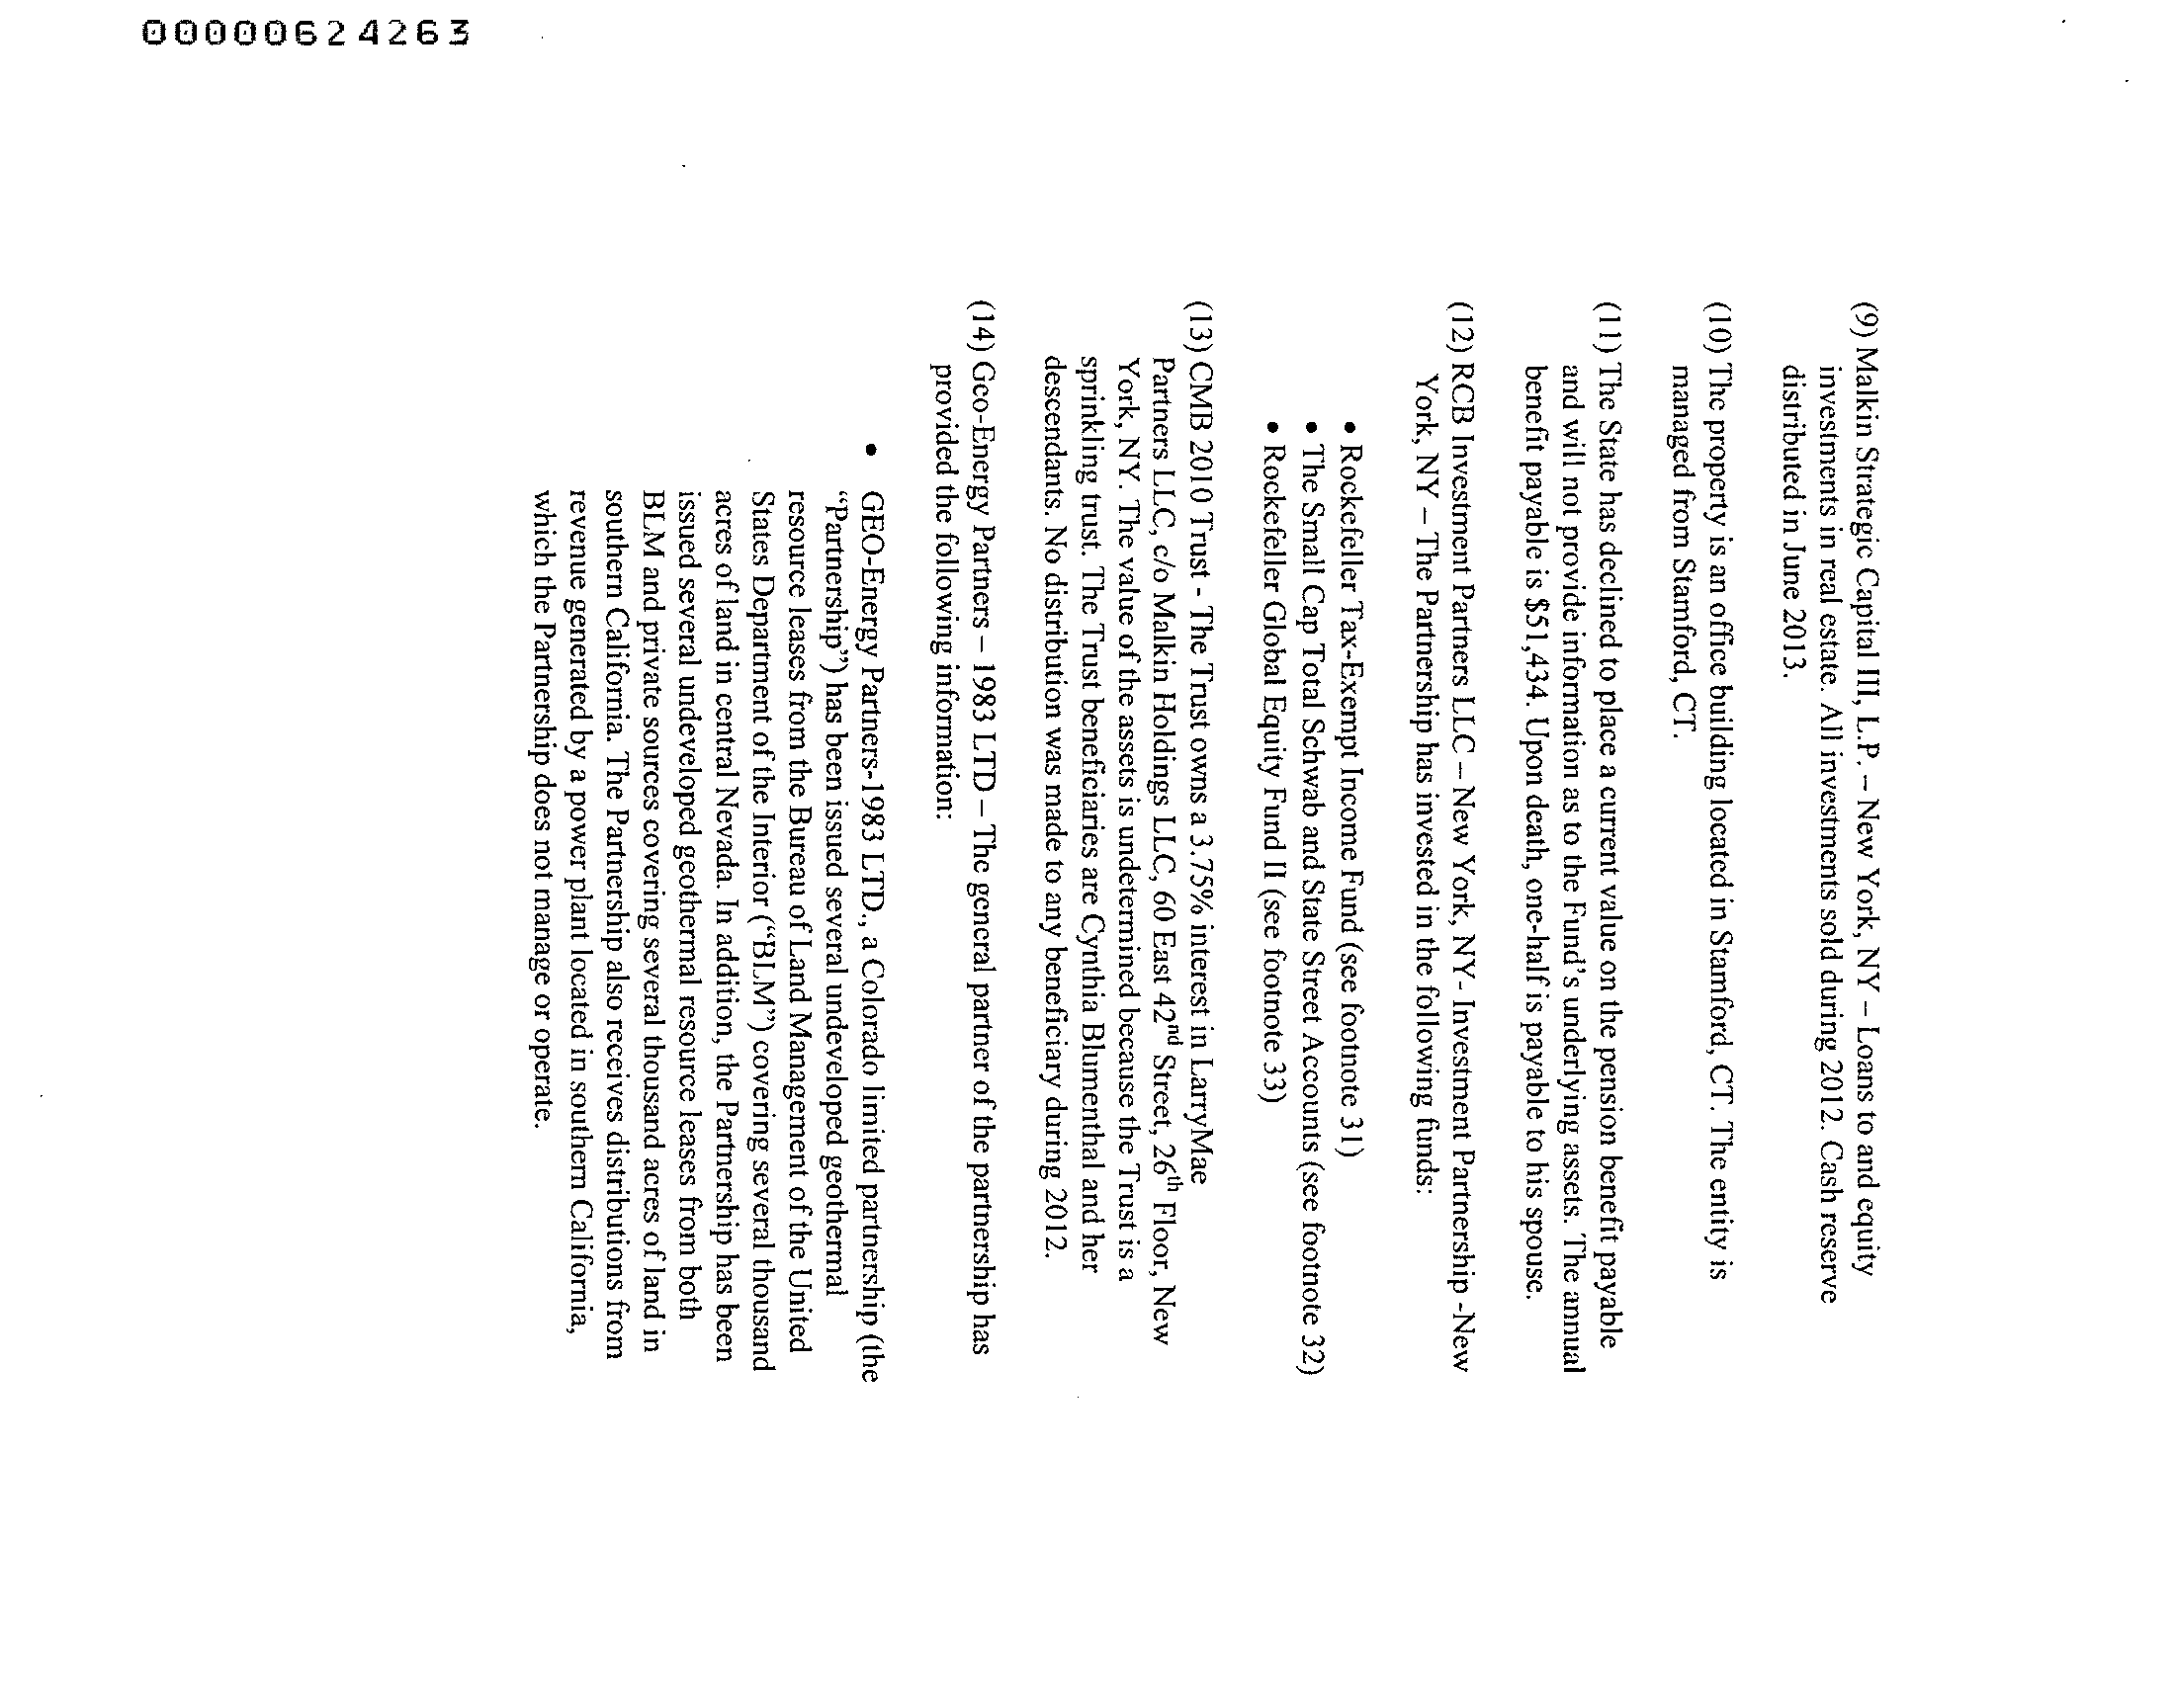 00000624263
(9) Malkin Strategic Capital III, L.P. – New York, NY – Loans to and equity
investments in real estate. All investments sold during 2012. Cash reserve
distributed in June 2013.
(10) The property is an office building located in Stamford, CT. The entity is
managed from Stamford, CT.
(11) The State has declined to place a current value on the pension benefit payable
and will not provide information as to the Fund's underlying assets. The annual
benefit payable is $51,434. Upon death, one-half is payable to his spouse.
(12) RCB Investment Partners LLC – New York, NY- Investment Partnership -New
York, NY – The Partnership has invested in the following funds:
• Rockefeller Tax-Exempt Income Fund (see footnote 31)
• The Small Cap Total Schwab and State Street Accounts (see footnote 32)
• Rockefeller Global Equity Fund II (see footnote 33)
(13) CMB 2010 Trust - The Trust owns a 3.75% interest in LarryMae
Partners LLC, c/o Malkin Holdings LLC, 60 East 42nd Street, 26th Floor, New
York, NY. The value of the assets is undetermined because the Trust is a
sprinkling trust. The Trust beneficiaries are Cynthia Blumenthal and her
descendants. No distribution was made to any beneficiary during 2012.
(14) Geo-Energy Partners – 1983 LTD – The general partner of the partnership has
provided the following information:
• GEO-Energy Partners-1983 LTD., a Colorado limited partnership (the
“Partnership”) has been issued several undeveloped geothermal
resource leases from the Bureau of Land Management of the United
States Department of the Interior (“BLM”) covering several thousand
acres of land in central Nevada. In addition, the Partnership has been
issued several undeveloped geothermal resource leases from both
BLM and private sources covering several thousand acres of land in
southern California. The Partnership also receives distributions from
revenue generated by a power plant located in southern California,
which the Partnership does not manage or operate.